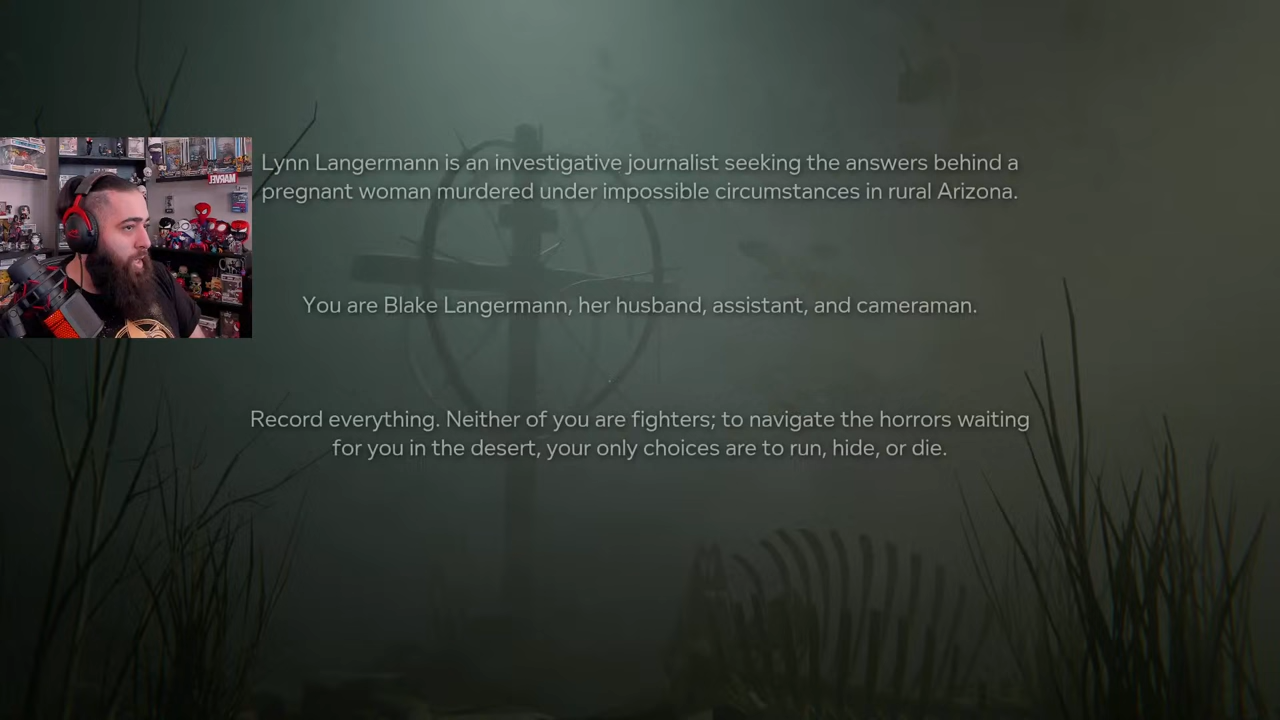 Lynn Langermann is an investigative journalist seeking the answers behind a
pregnant woman murdered under impossible circumstances in rural Arizona.
You are Blake Langermann, her husband, assistant, and cameraman.
Record everything. Neither of you are fighters; to navigate the horrors waiting
for you in the desert, your only choices are to run, hide, or die.
MARVEL